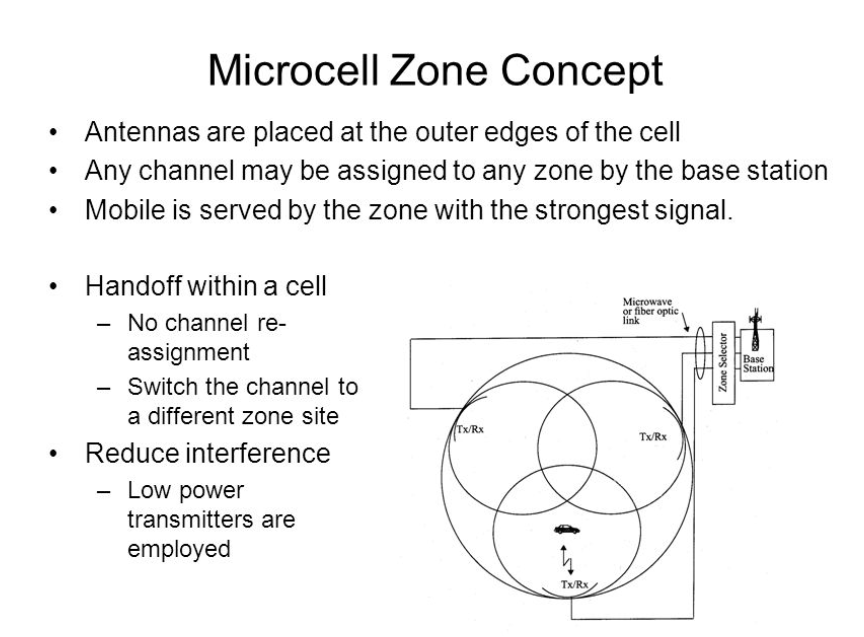 Microcell Zone Concept
• Antennas are placed at the outer edges of the cell
• Any channel may be assigned to any zone by the base station
• Mobile is served by the zone with the strongest signal.
• Handoff within a cell
– No channel re-
assignment
– Switch the channel to
a different zone site
• Reduce interference
– Low power
transmitters are
employed
Microwave
or fiber optic
link
Zone Selector
Base
Station
Tx/Rx
Tx/Rx
Tx/Rx